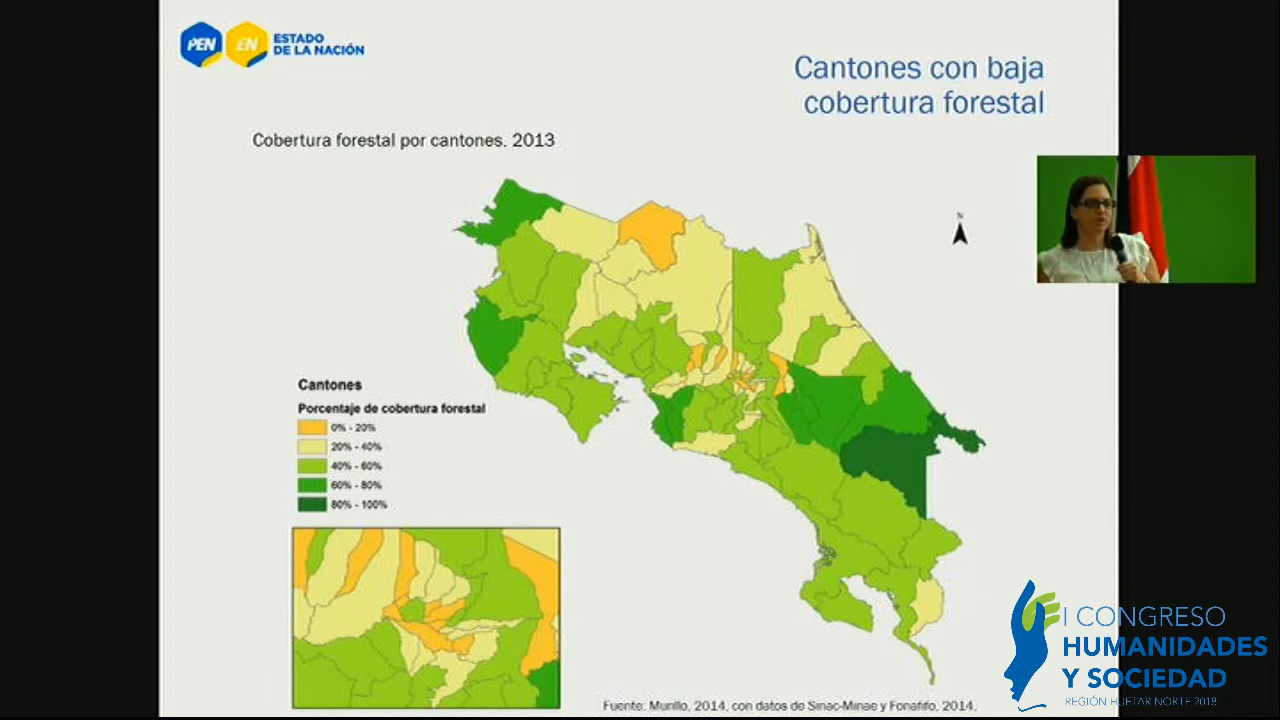 PEN
EN
ESTADO
DE LA NACIÓN
Cantones con baja
cobertura forestal
Cobertura forestal por cantones. 2013
N
Cantones
Porcentaje de cobertura forestal
0% - 20%
20% - 40%
40% - 60%
60% - 80%
80% - 100%
Fuente: Murillo, 2014, con datos de Sinac-Minae y Fonafifo, 2014.
I CONGRESO
HUMANIDADES
Y SOCIEDAD
REGIÓN HUETAR NORTE 2018